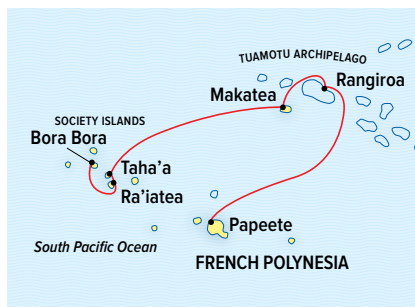 TUAMOTU ARCHIPELAGO
Rangiroa
Makatea
SOCIETY ISLANDS
Bora Bora
Taha'a
Ra'iatea
Papeete
South Pacific Ocean
FRENCH POLYNESIA